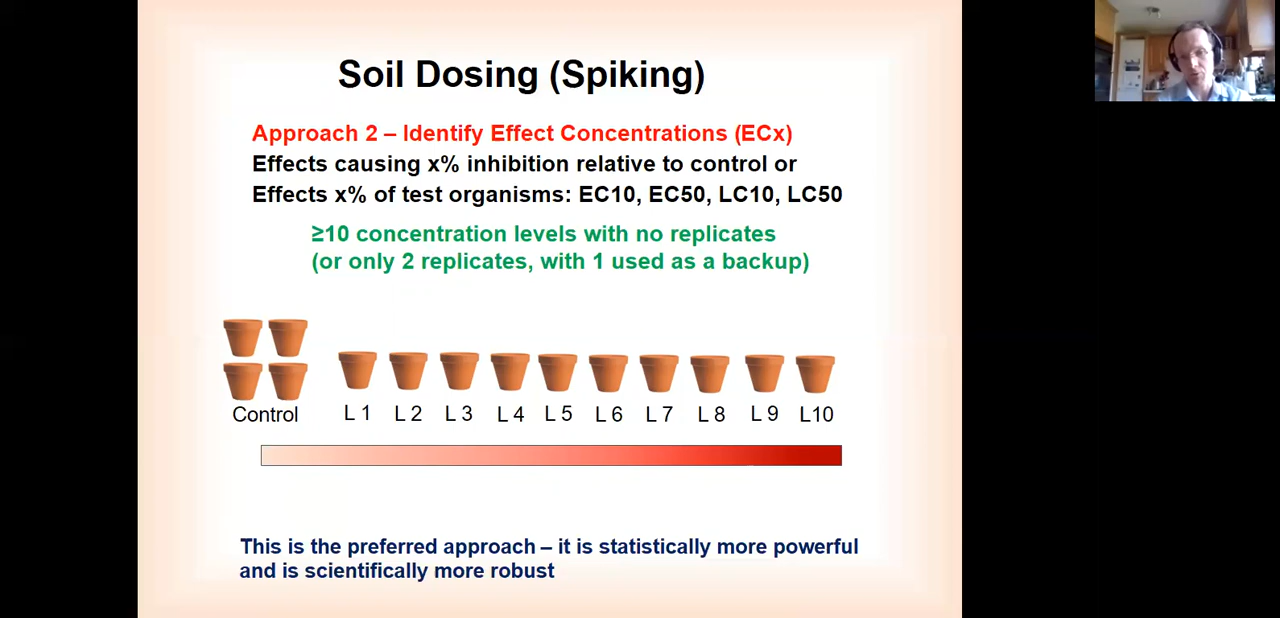 Soil Dosing (Spiking)
Approach 2 – Identify Effect Concentrations (ECx)
Effects causing x% inhibition relative to control or
Effects x% of test organisms: EC10, EC50, LC10, LC50
≥10 concentration levels with no replicates
(or only 2 replicates, with 1 used as a backup)
Control L 1 L 2 L 3 L 4 L 5 L 6 L 7 L 8 L 9 L10
This is the preferred approach – it is statistically more powerful
and is scientifically more robust